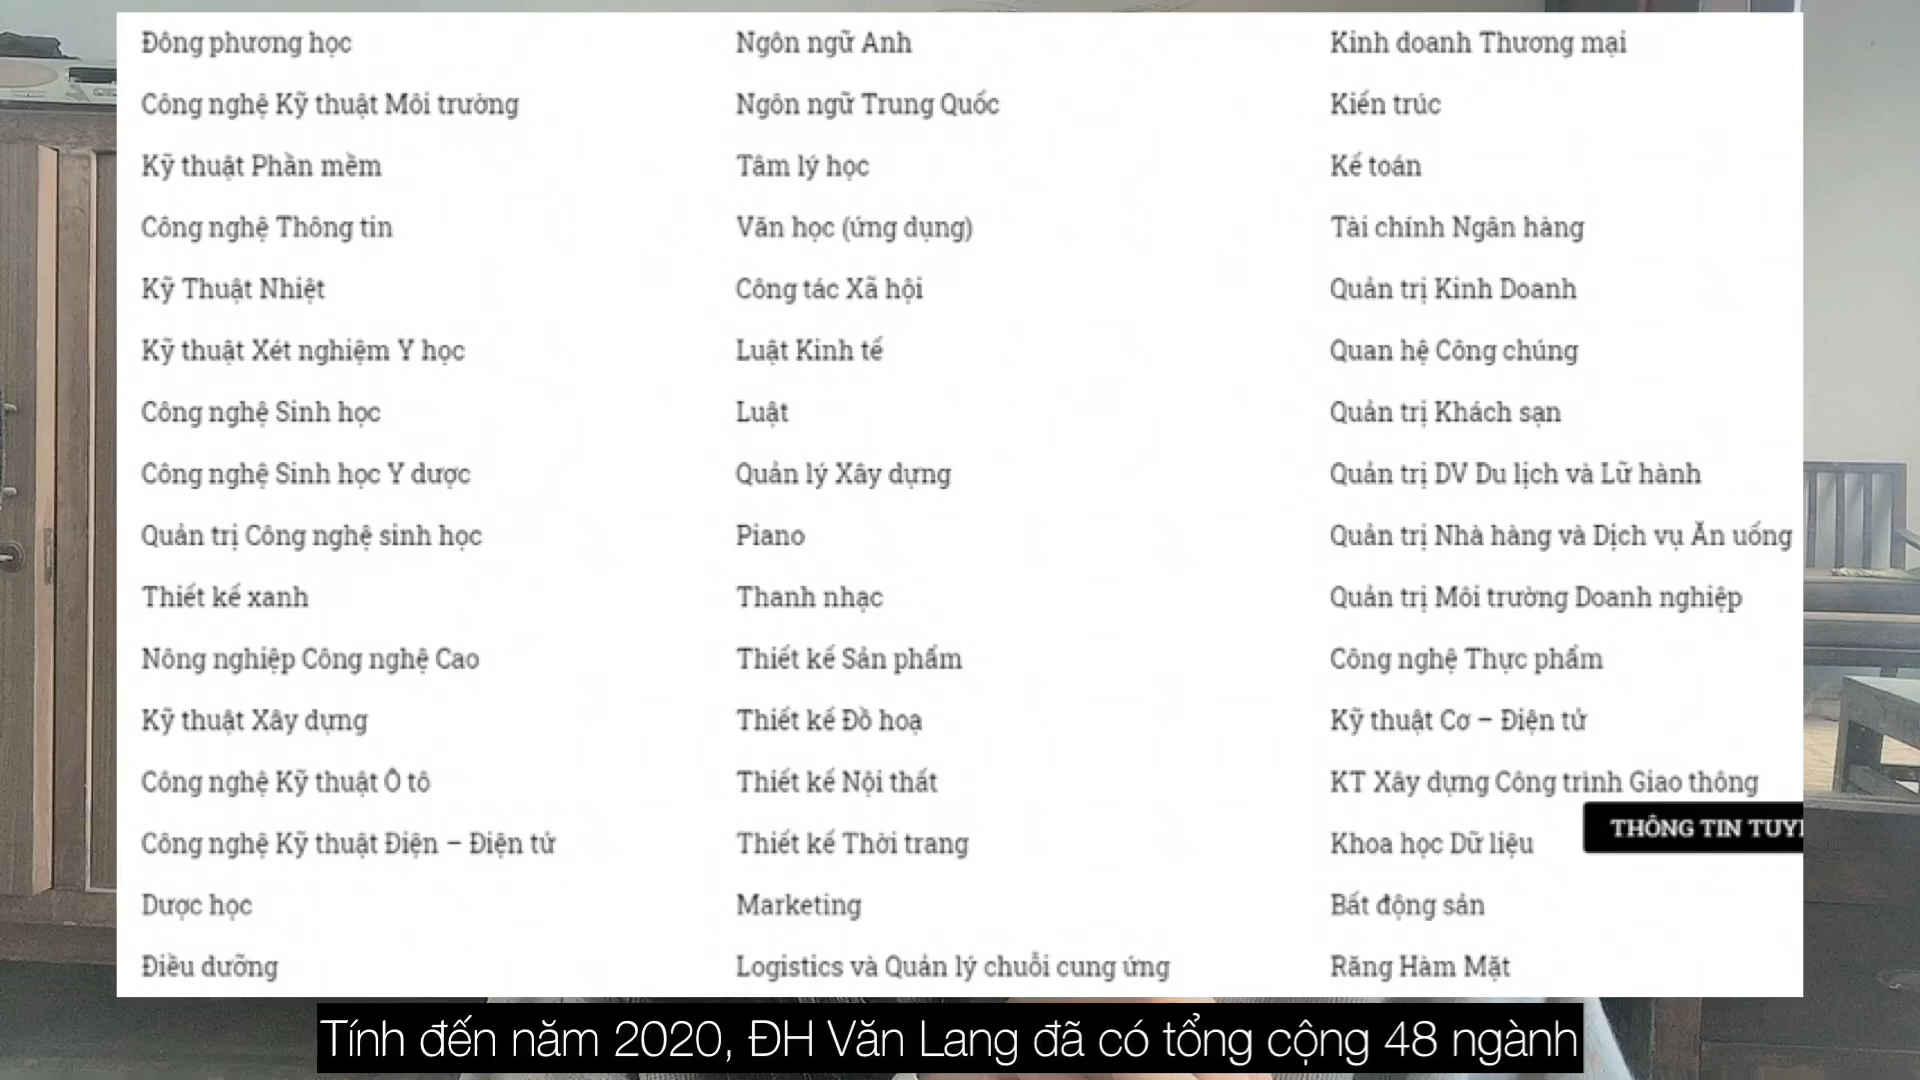 Đông phương học
Công nghệ Kỹ thuật Môi trường
Kỹ thuật Phần mềm
Công nghệ Thông tin
Kỹ Thuật Nhiệt
Kỹ thuật Xét nghiệm Y học
Công nghệ Sinh học
Công nghệ Sinh học Y dược
Quản trị Công nghệ sinh học
Thiết kế xanh
Nông nghiệp Công nghệ Cao
Kỹ thuật Xây dựng
Công nghệ Kỹ thuật Ô tô
Công nghệ Kỹ thuật Điện – Điện tử
Dược học
Điều dưỡng
Ngôn ngữ Anh
Ngôn ngữ Trung Quốc
Tâm lý học
Văn học (ứng dụng)
Công tác Xã hội
Luật Kinh tế
Luật
Quản lý Xây dựng
Piano
Thanh nhạc
Thiết kế Sản phẩm
Thiết kế Đồ hoạ
Thiết kế Nội thất
Thiết kế Thời trang
Marketing
Logistics và Quản lý chuỗi cung ứng
Kinh doanh Thương mại
Kiến trúc
Kế toán
Tài chính Ngân hàng
Quản trị Kinh Doanh
Quan hệ Công chúng
Quản trị Khách sạn
Quản trị DV Du lịch và Lữ hành
Quản trị Nhà hàng và Dịch vụ Ăn uống
Quản trị Môi trường Doanh nghiệp
Công nghệ Thực phẩm
Kỹ thuật Cơ – Điện tử
KT Xây dựng Công trình Giao thông
THÔNG TIN
Khoa học Dữ liệu
Bất động sản
Răng Hàm Mặt
Tính đến năm 2020, ĐH Văn Lang đã có tổng cộng 48 ngành